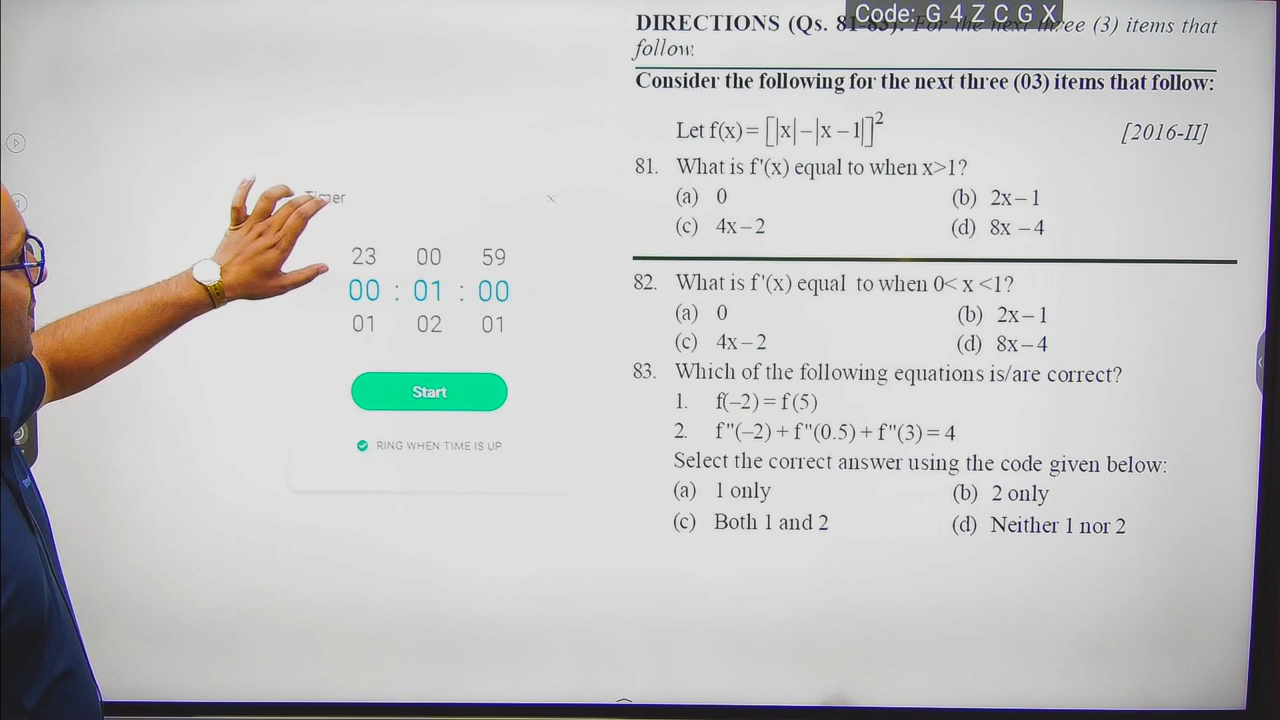 Code: G 4 Z C G X
DIRECTIONS (Qs. 81-83): For the next three (3) items that
follow.
Consider the following for the next three (03) items that follow:
Let f(x) = [|x|−|x − 1|]² [2016-II]
81. What is f'(x) equal to when x>1?
(a) 0 (b) 2x − 1
(c) 4x − 2 (d) 8x − 4
82. What is f'(x) equal to when 0< x <1?
(a) 0 (b) 2x − 1
(c) 4x − 2 (d) 8x − 4
83. Which of the following equations is/are correct?
1. f(−2) = f(5)
2. f''(−2) + f''(0.5) + f''(3) = 4
Select the correct answer using the code given below:
(a) 1 only (b) 2 only
(c) Both 1 and 2 (d) Neither 1 nor 2
Timer ×
23 00 59
00 : 01 : 00
01 02 01
Start
RING WHEN TIME IS UP